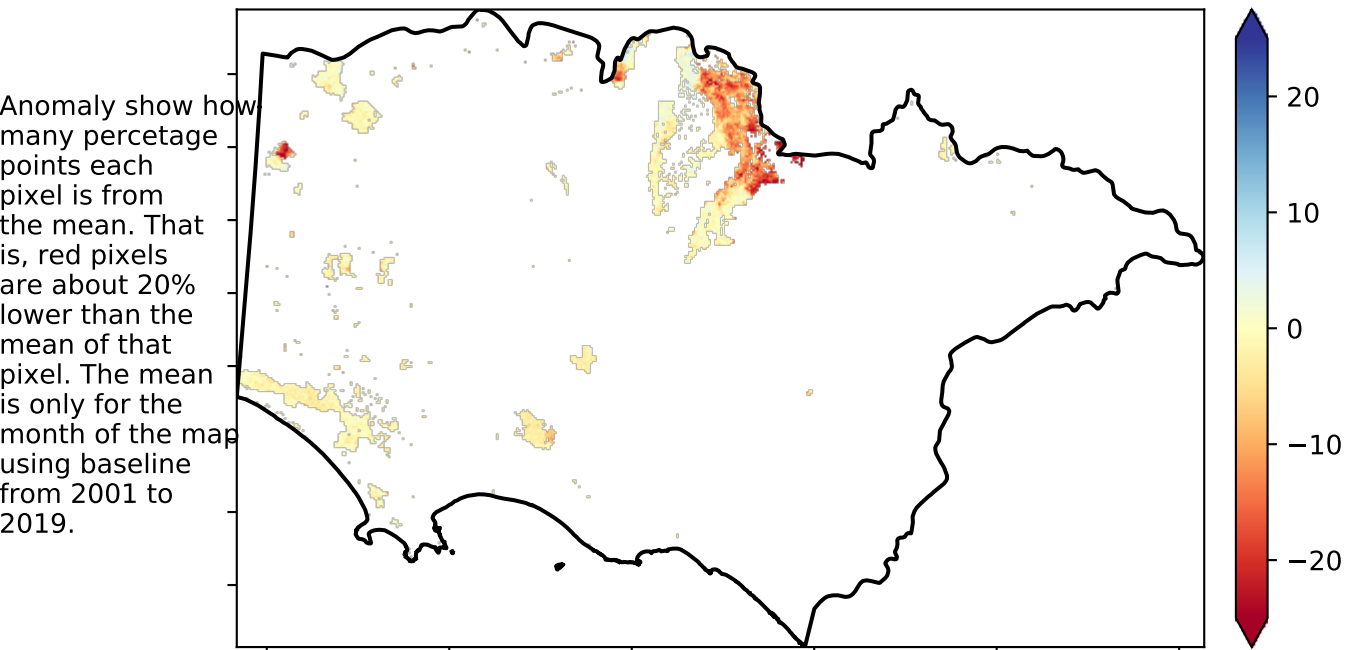 Anomaly show how
many percetage
points each
pixel is from
the mean. That
is, red pixels
are about 20%
lower than the
mean of that
pixel. The mean
is only for the
month of the map
using baseline
from 2001 to
2019.
20
10
0
−10
−20